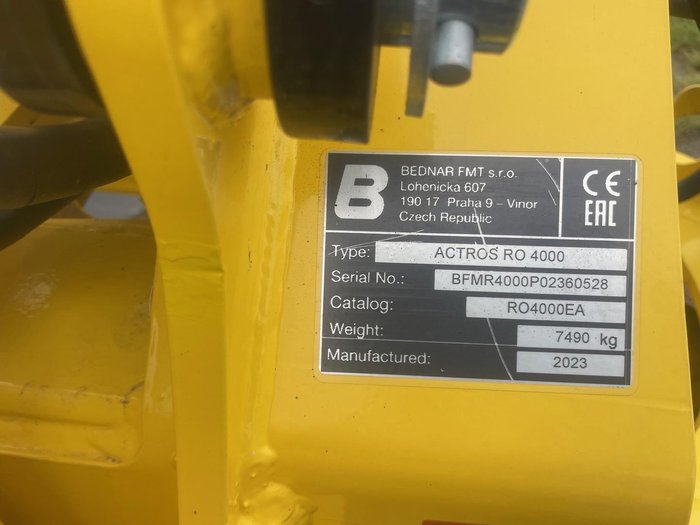 B
BEDNAR FMT s.r.o.
Lohenicka 607
190 17 Praha 9 – Vinor
Czech Republic
CE
EAC
Type: ACTROS RO 4000
Serial No.: BFMR4000P02360528
Catalog: RO4000EA
Weight: 7490 kg
Manufactured: 2023